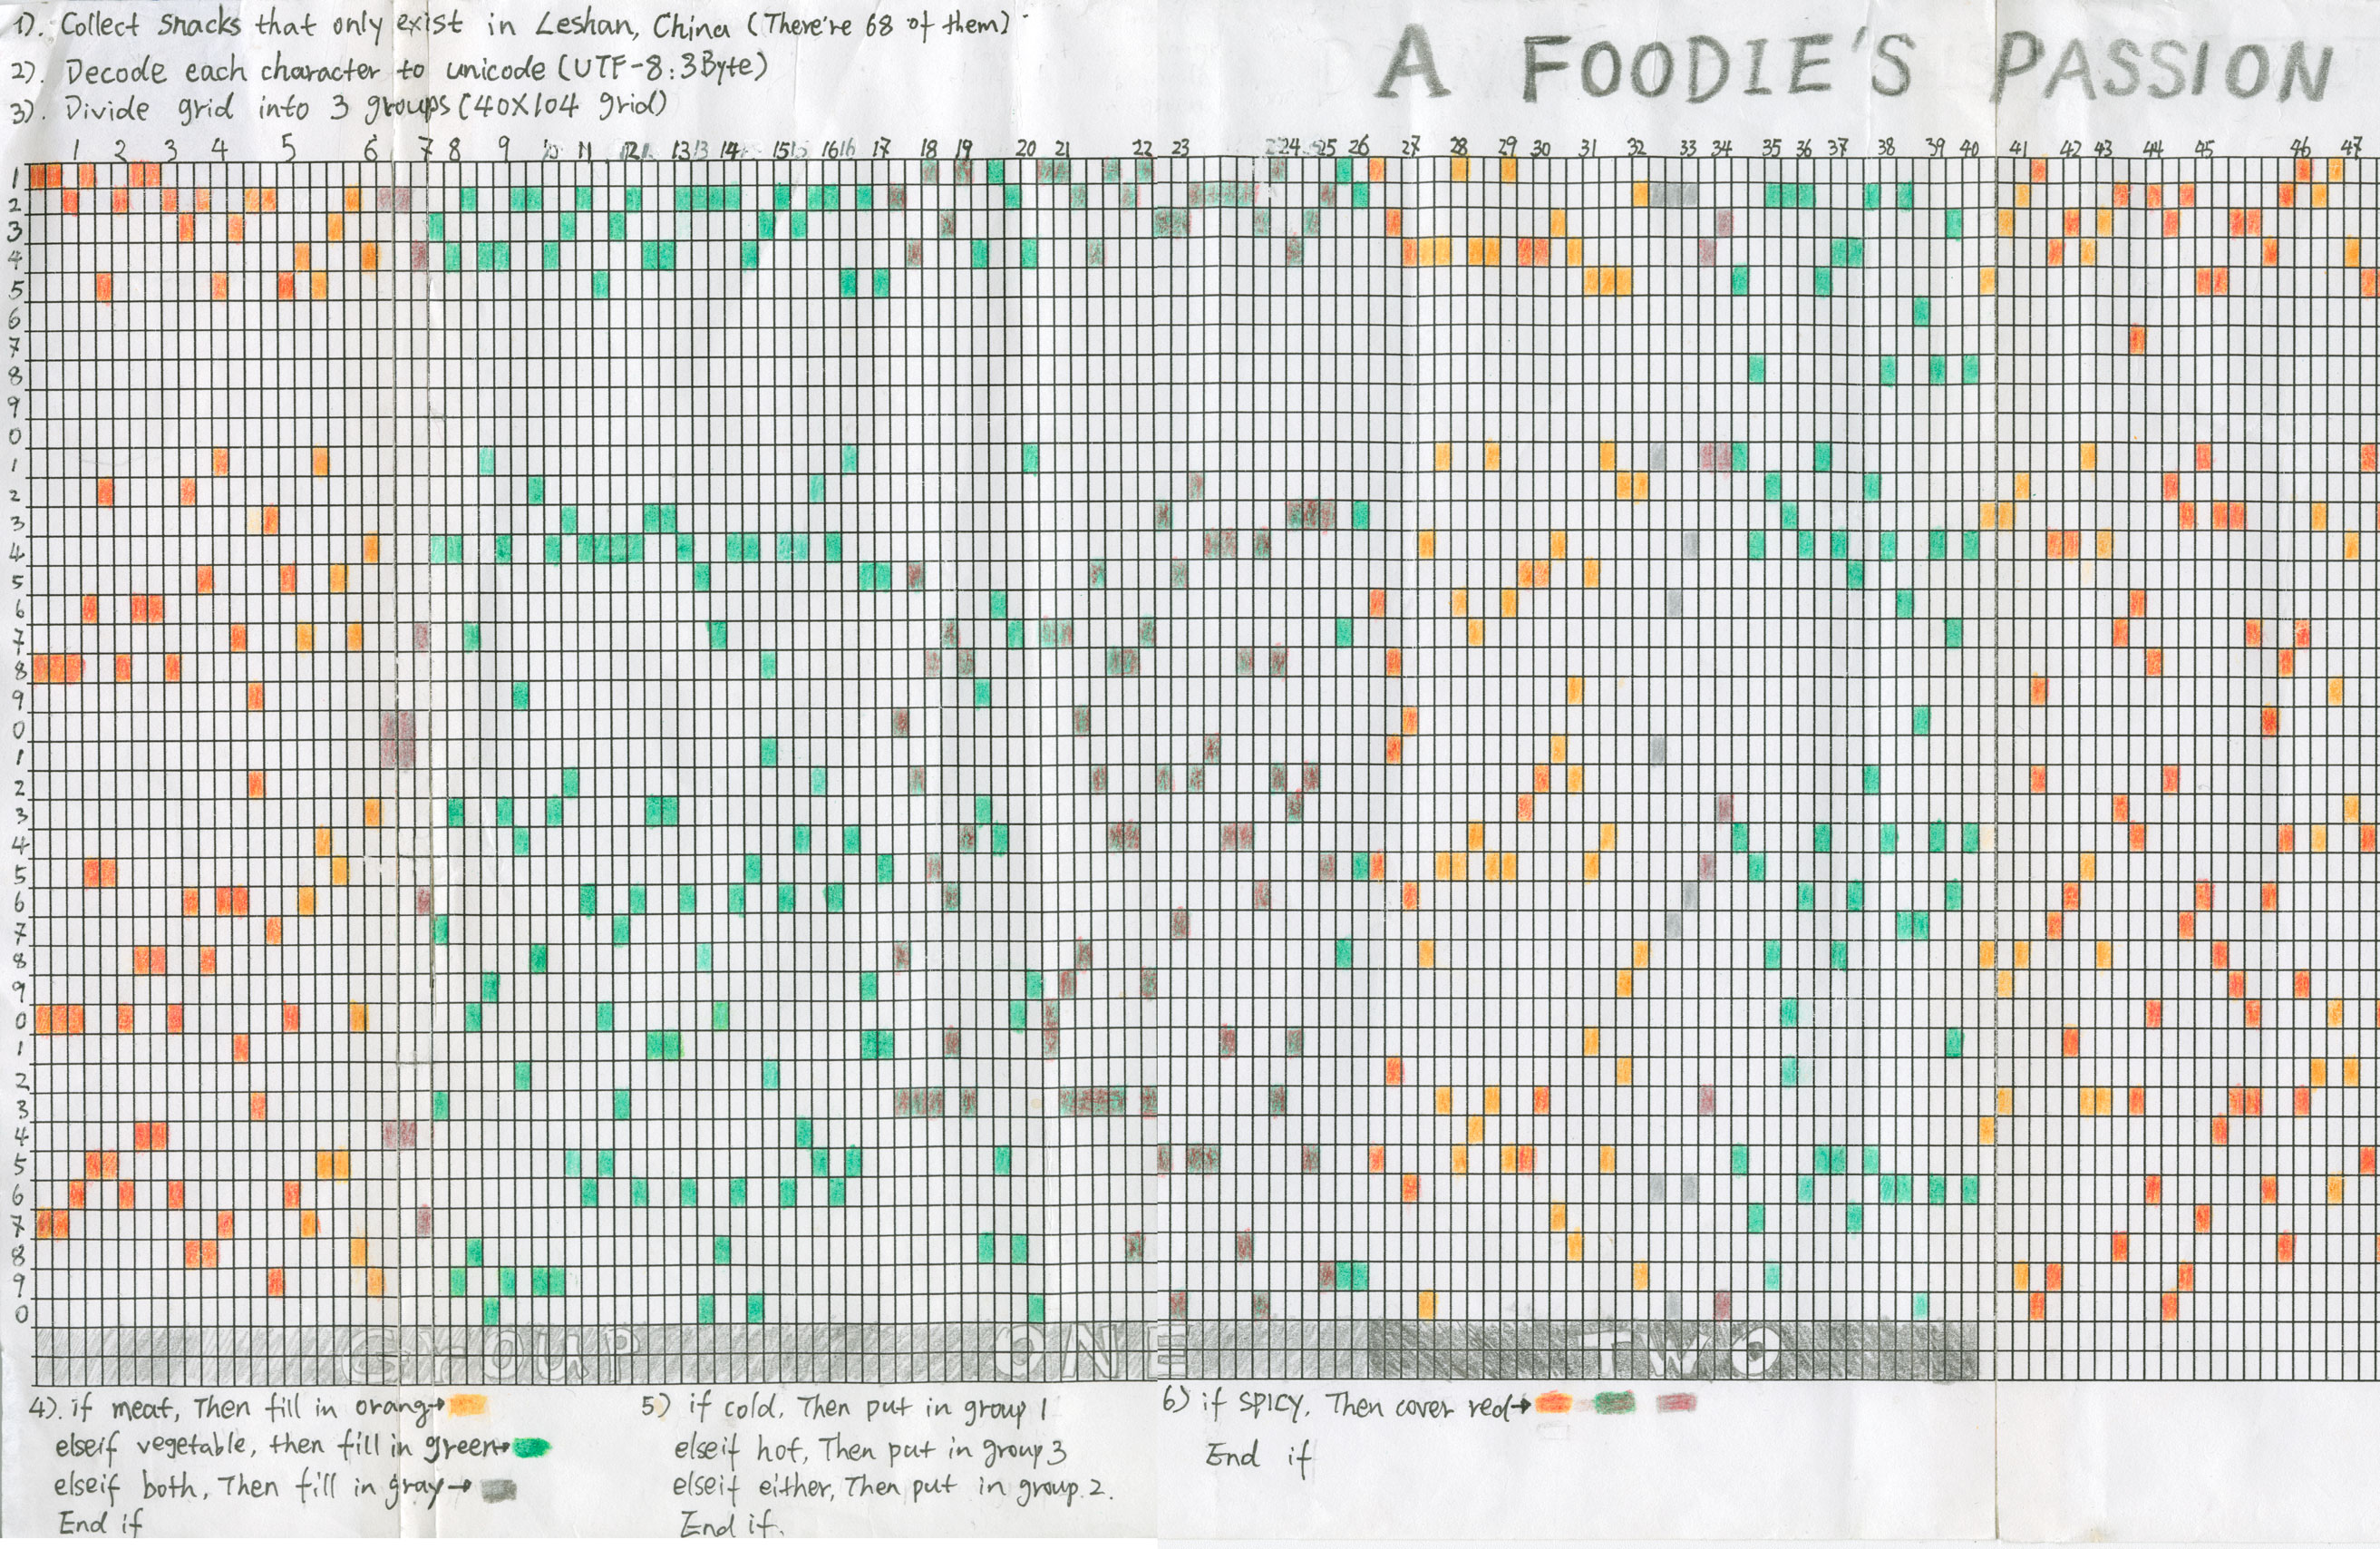 1). Collect Snacks that only exist in Leshan, China (There're 68 of them)
2). Decode each character to unicode (UTF-8: 3Byte)
3). Divide grid into 3 groups (40X104 grid)
A FOODIE'S PASSION
1 2 3 4 5 6 7 8 9 10 11 12 13 13 14 15 15 16 16 17 18 19 20 21 22 23 24 25 26 27 28 29 30 31 32 33 34 35 36 37 38 39 40 41 42 43 44 45 46 47
1
2
3
4
5
6
7
8
9
0
1
2
3
4
5
6
7
8
9
0
1
2
3
4
5
6
7
8
9
0
1
2
3
4
5
6
7
8
9
0
GROUP ONE TWO
4). if meat, Then fill in orang→
elseif vegetable, then fill in green→
elseif both, Then fill in gray→
End if
5) if cold, Then put in group 1
elseif hot, Then put in group 3
elseif either, Then put in group.2.
End if.
6) if SPICY, Then cover red→
End if